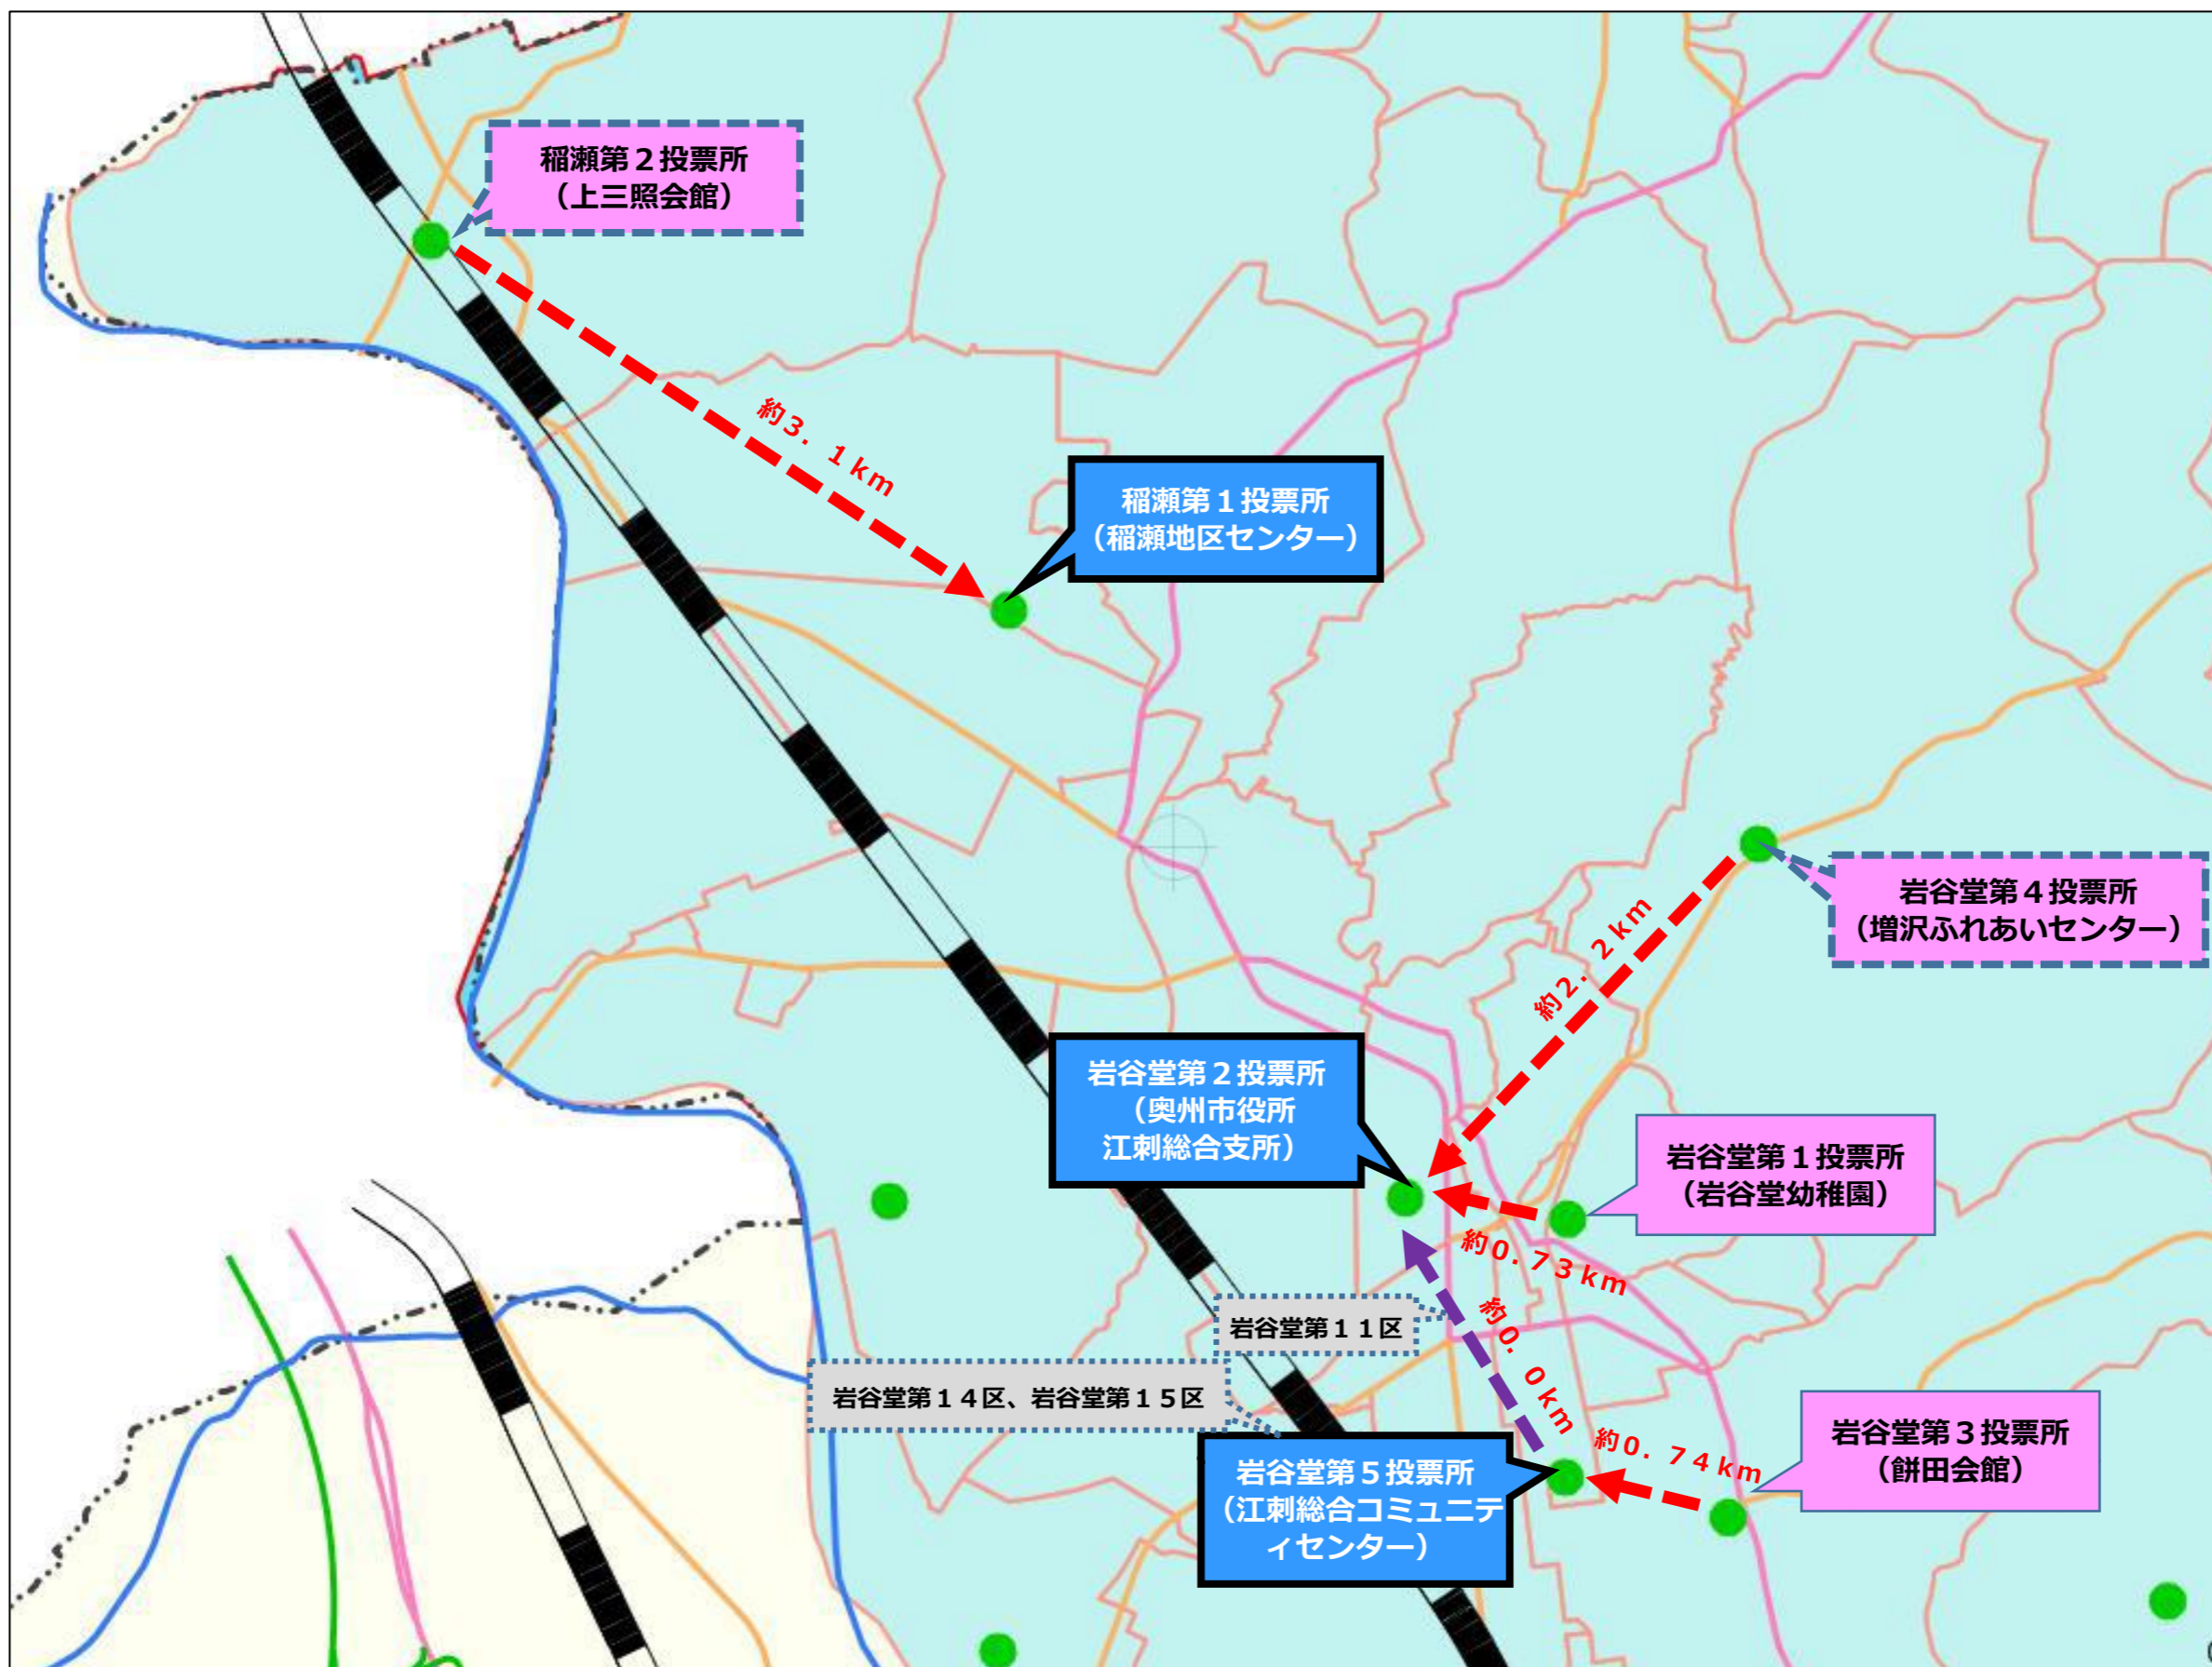 稲瀬第２投票所
（上三照会館）
約３．１ｋｍ
稲瀬第１投票所
（稲瀬地区センター）
岩谷堂第４投票所
（増沢ふれあいセンター）
約２．２ｋｍ
岩谷堂第２投票所
（奥州市役所
江刺総合支所）
岩谷堂第１投票所
（岩谷堂幼稚園）
約０．７３ｋｍ
岩谷堂第１１区
約０．０ｋｍ
岩谷堂第１４区、岩谷堂第１５区
岩谷堂第３投票所
（餅田会館）
約０．７４ｋｍ
岩谷堂第５投票所
（江刺総合コミュニテ
ィセンター）